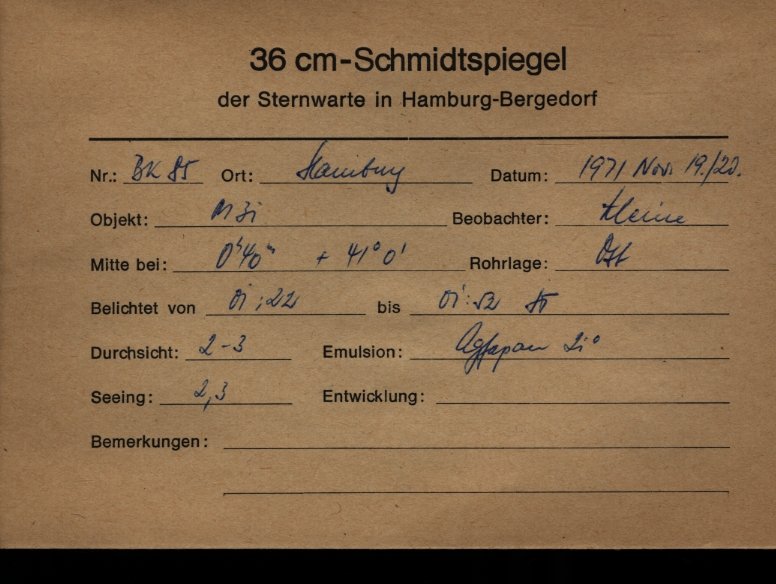 36 cm-Schmidtspiegel
der Sternwarte in Hamburg-Bergedorf
Nr.: BK 85 Ort: Hamburg Datum: 1971 Nov. 19./20.
Objekt: M 31 Beobachter: Kleine
Mitte bei: 0ʰ40ᵐ + 41° 0' Rohrlage: Ost
Belichtet von 01:22 bis 01:52
Durchsicht: 2-3 Emulsion: Agfapan 21°
Seeing: 2,3 Entwicklung:
Bemerkungen: